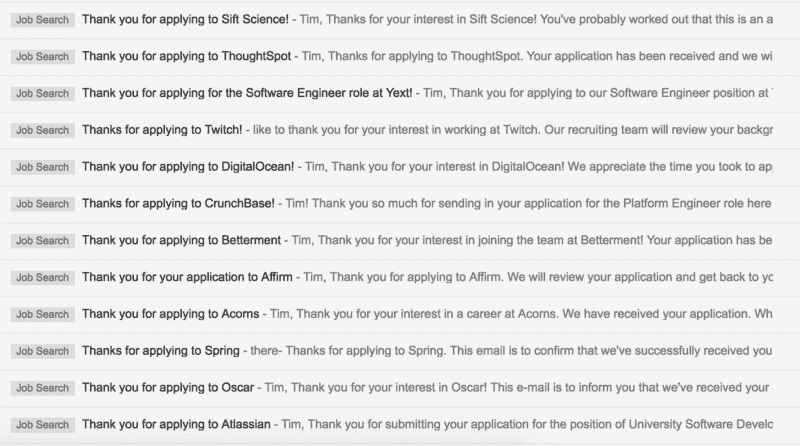 Job Search Thank you for applying to Sift Science! - Tim, Thanks for your interest in Sift Science! You've probably worked out that this is an a
Job Search Thank you for applying to ThoughtSpot - Tim, Thanks for applying to ThoughtSpot. Your application has been received and we wi
Job Search Thank you for applying for the Software Engineer role at Yext! - Tim, Thank you for applying to our Software Engineer position at
Job Search Thanks for applying to Twitch! - like to thank you for your interest in working at Twitch. Our recruiting team will review your backgr
Job Search Thank you for applying to DigitalOcean! - Tim, Thank you for your interest in DigitalOcean! We appreciate the time you took to ap
Job Search Thanks for applying to CrunchBase! - Tim! Thank you so much for sending in your application for the Platform Engineer role here
Job Search Thank you for applying to Betterment - Tim, Thank you for your interest in joining the team at Betterment! Your application has be
Job Search Thank you for your application to Affirm - Tim, Thank you for applying to Affirm. We will review your application and get back to yo
Job Search Thank you for applying to Acorns - Tim, Thank you for your interest in a career at Acorns. We have received your application. Wh
Job Search Thanks for applying to Spring - there- Thanks for applying to Spring. This email is to confirm that we've successfully received you
Job Search Thank you for applying to Oscar - Tim, Thank you for your interest in Oscar! This e-mail is to inform you that we've received your
Job Search Thank you for applying to Atlassian - Tim, Thank you for submitting your application for the position of University Software Develo